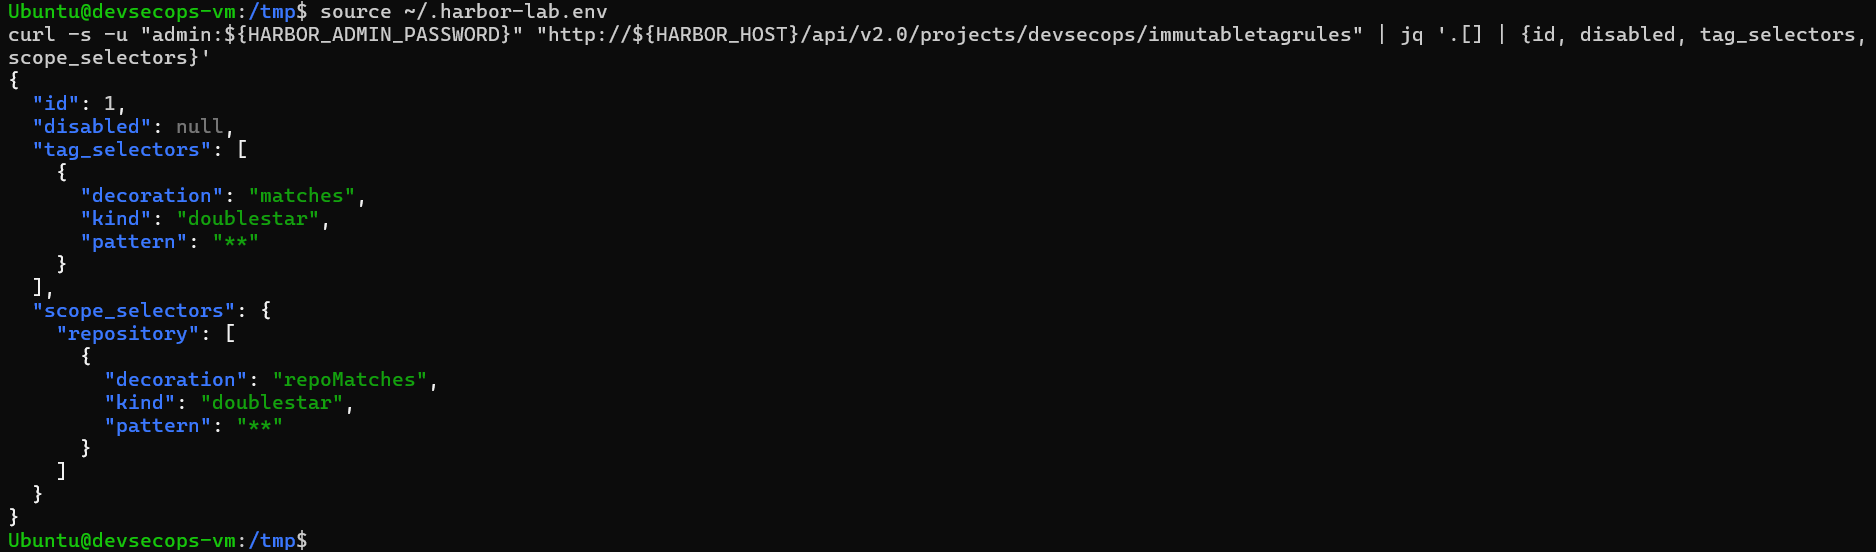 Ubuntu@devsecops-vm:/tmp$ source ~/.harbor-lab.env
curl -s -u "admin:${HARBOR_ADMIN_PASSWORD}" "http://${HARBOR_HOST}/api/v2.0/projects/devsecops/immutabletagrules" | jq '.[] | {id, disabled, tag_selectors,
scope_selectors}'
{
  "id": 1,
  "disabled": null,
  "tag_selectors": [
    {
      "decoration": "matches",
      "kind": "doublestar",
      "pattern": "**"
    }
  ],
  "scope_selectors": {
    "repository": [
      {
        "decoration": "repoMatches",
        "kind": "doublestar",
        "pattern": "**"
      }
    ]
  }
}
Ubuntu@devsecops-vm:/tmp$